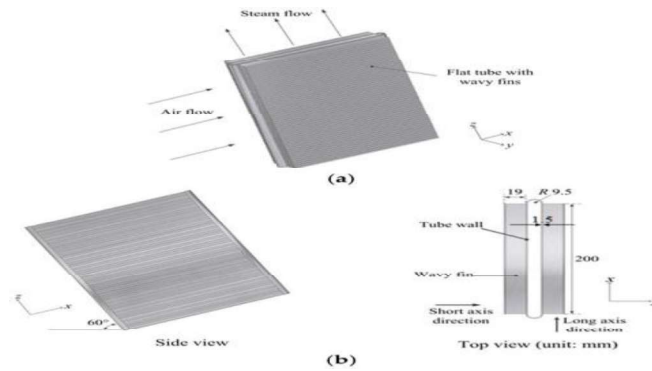 Steam flow
Flat tube with
wavy fins
Air flow
z
x
y
(a)
19
R 9.5
1.5
Tube wall
200
Wavy fin
z
x
x
60°
Short axis
direction
Long axis
direction
Side view
Top view (unit: mm)
(b)